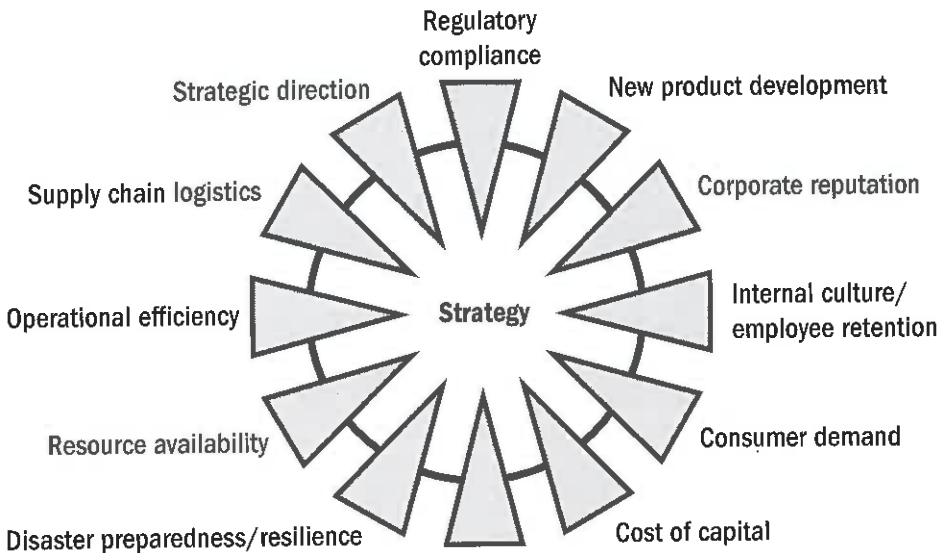 Regulatory
compliance
Strategic direction
New product development
Supply chain logistics
Corporate reputation
Operational efficiency
Strategy
Internal culture/
employee retention
Resource availability
Consumer demand
Disaster preparedness/resilience
Cost of capital